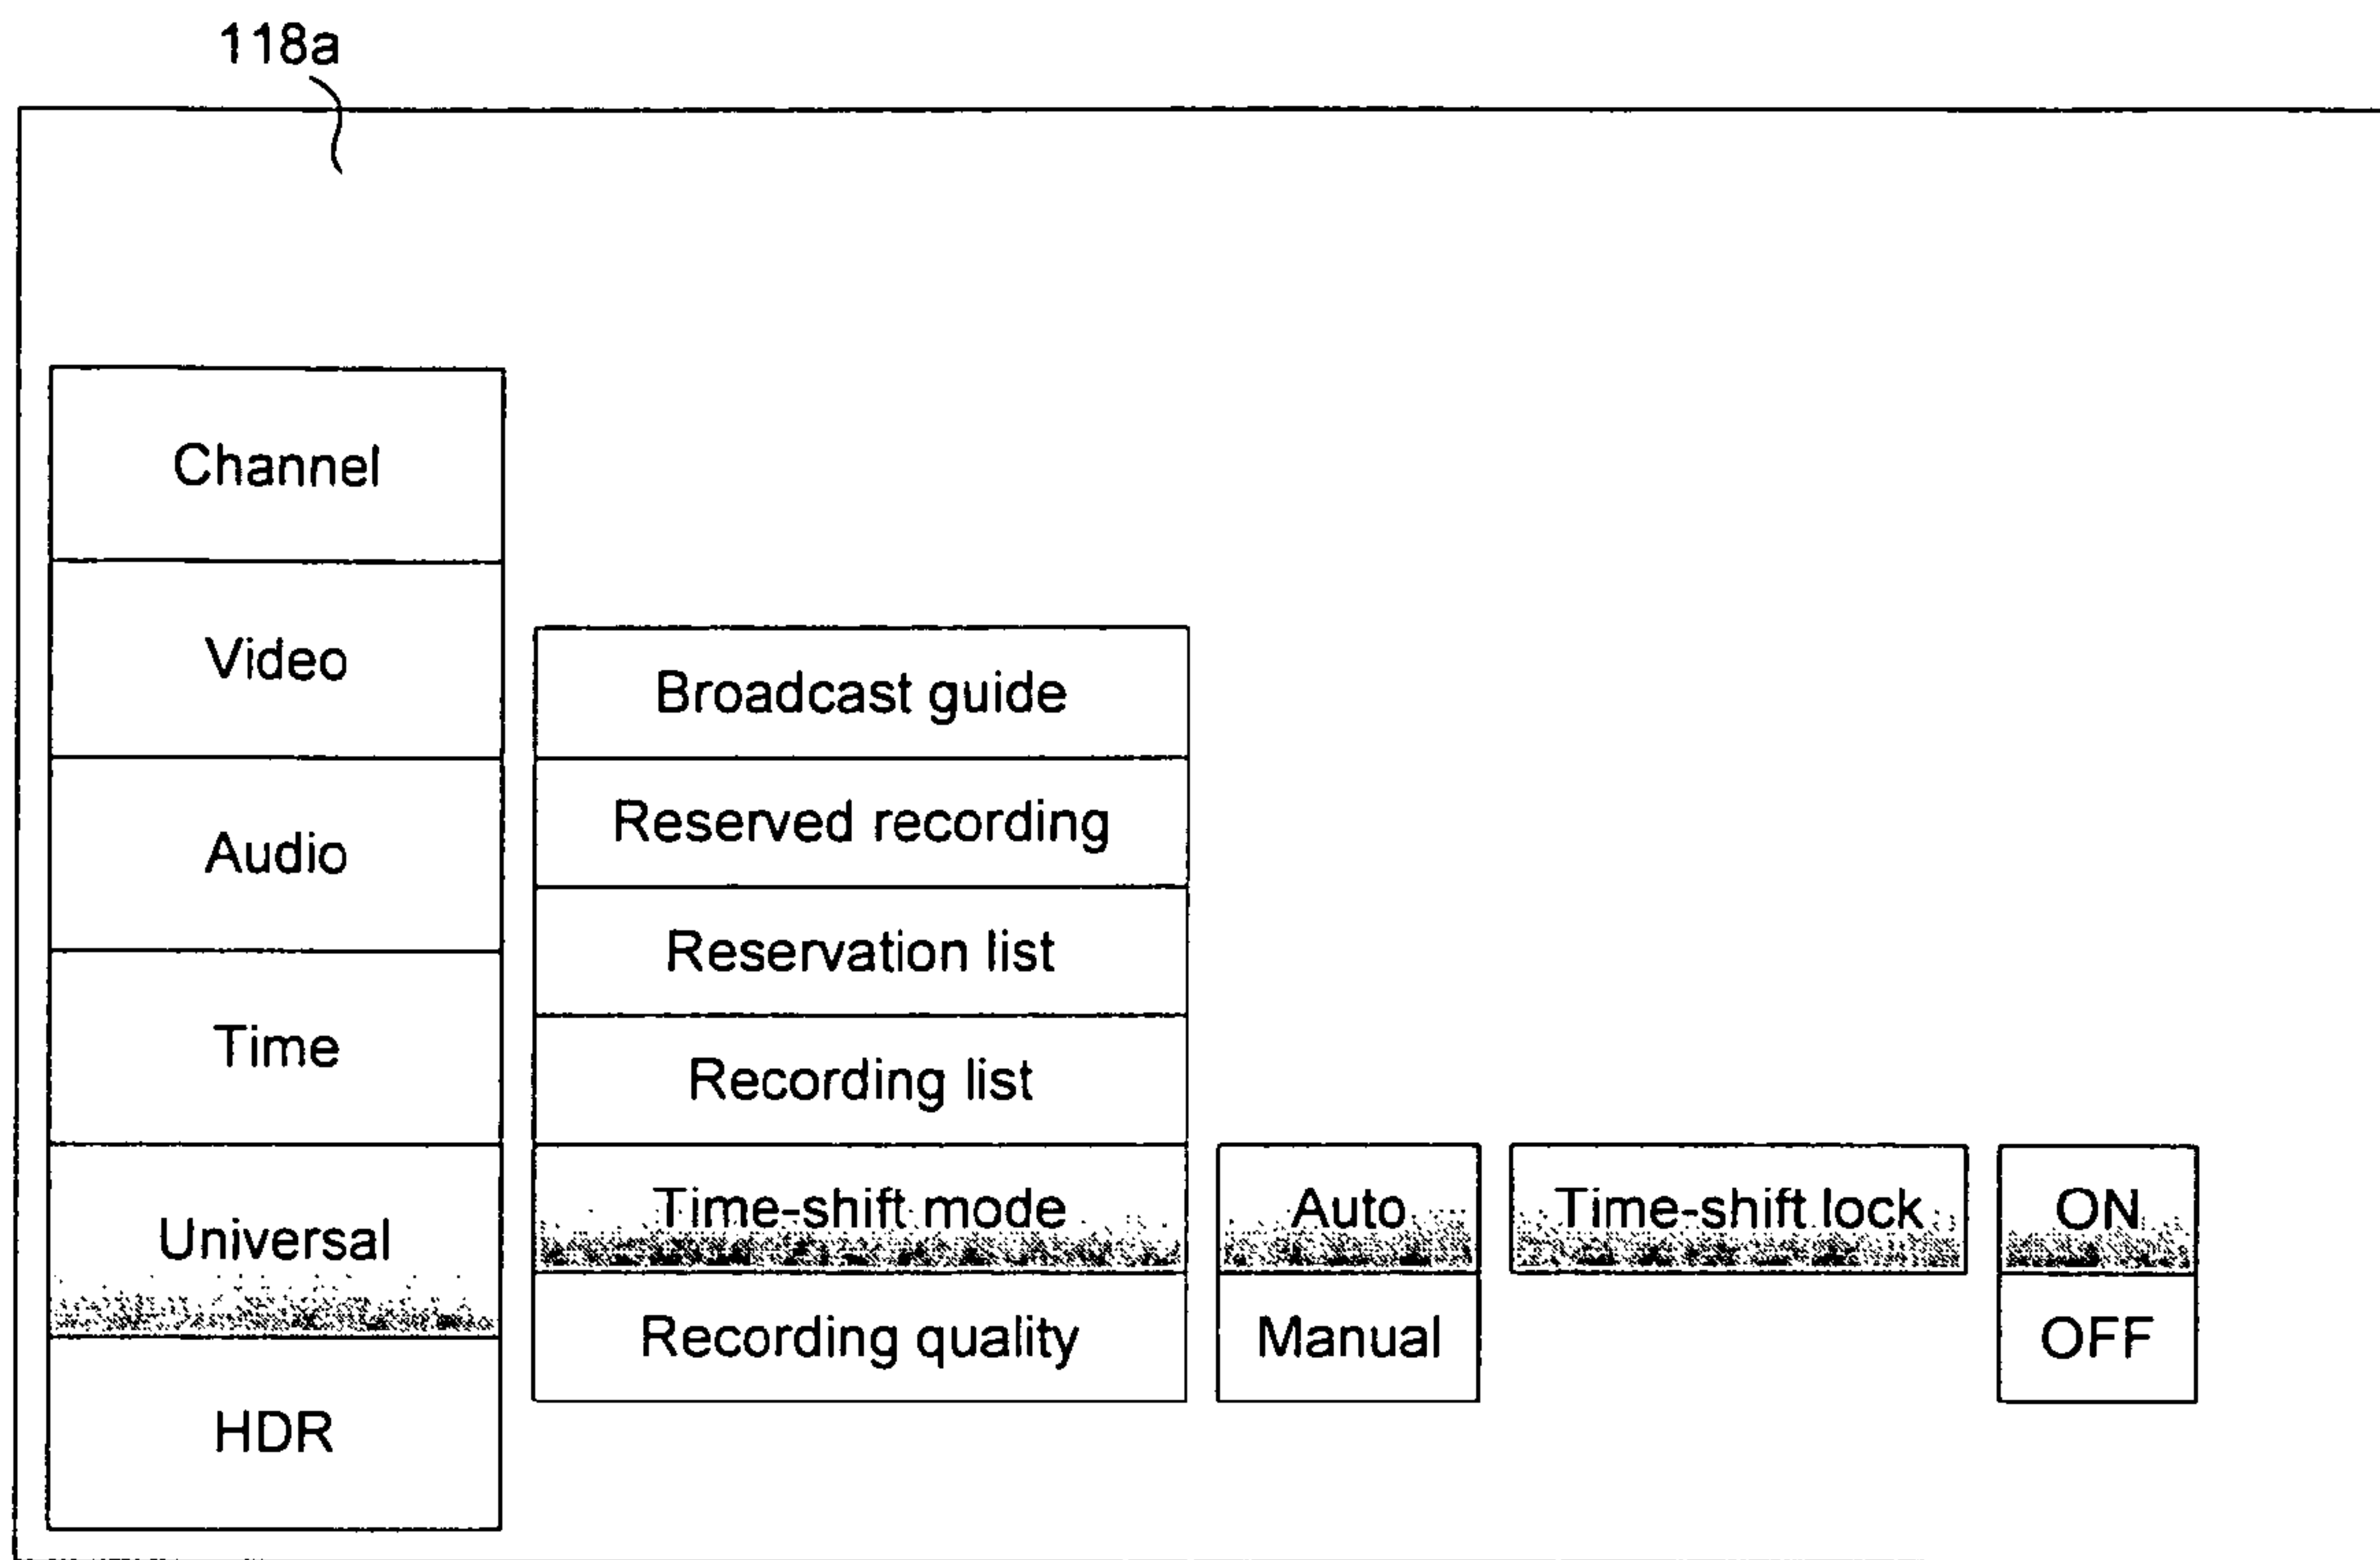 118a
Channel
Video
Audio
Time
Universal
HDR
Broadcast guide
Reserved recording
Reservation list
Recording list
Time-shift mode
Recording quality
Auto
Manual
Time-shift lock
ON
OFF